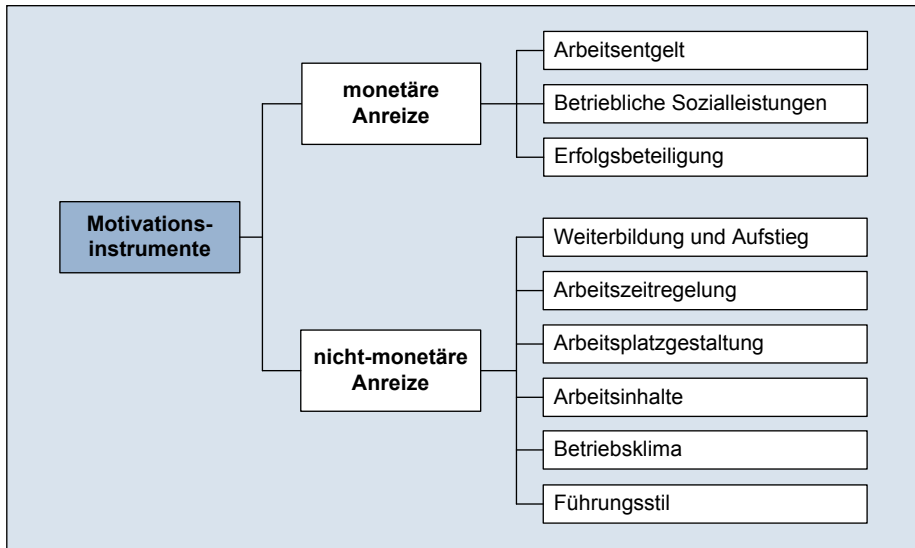 Motivations-
instrumente
monetäre
Anreize
Arbeitsentgelt
Betriebliche Sozialleistungen
Erfolgsbeteiligung
nicht-monetäre
Anreize
Weiterbildung und Aufstieg
Arbeitszeitregelung
Arbeitsplatzgestaltung
Arbeitsinhalte
Betriebsklima
Führungsstil